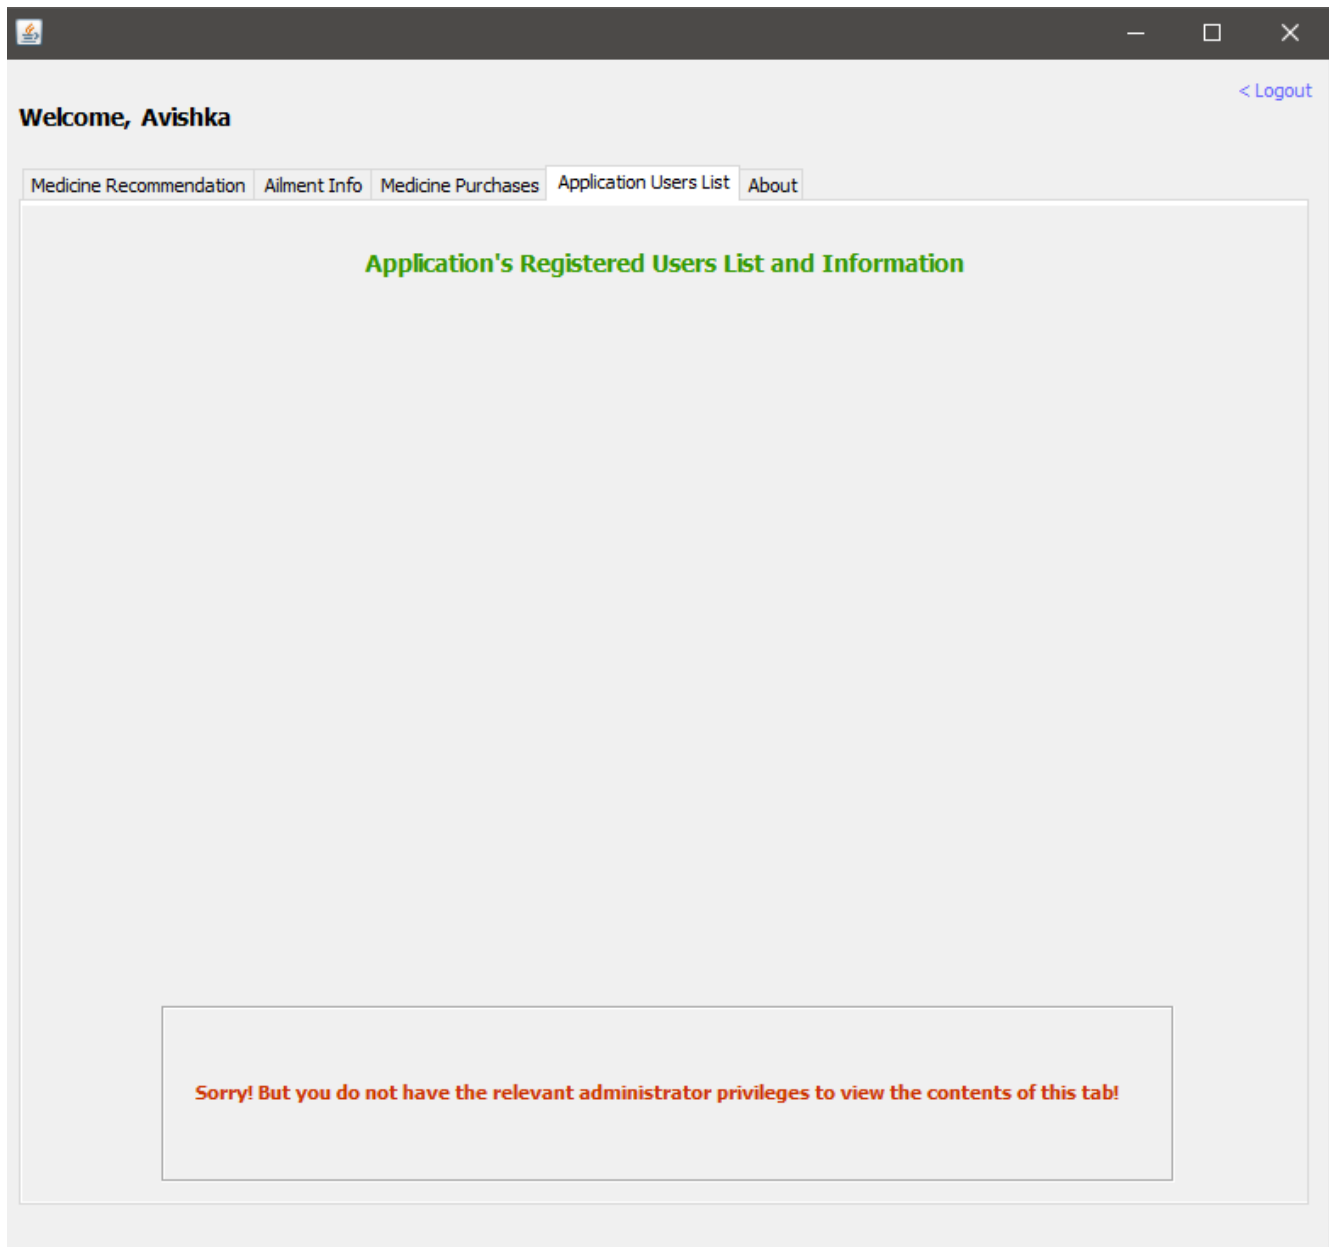 < Logout
Welcome, Avishka
Medicine Recommendation Ailment Info Medicine Purchases Application Users List About
Application's Registered Users List and Information
Sorry! But you do not have the relevant administrator privileges to view the contents of this tab!